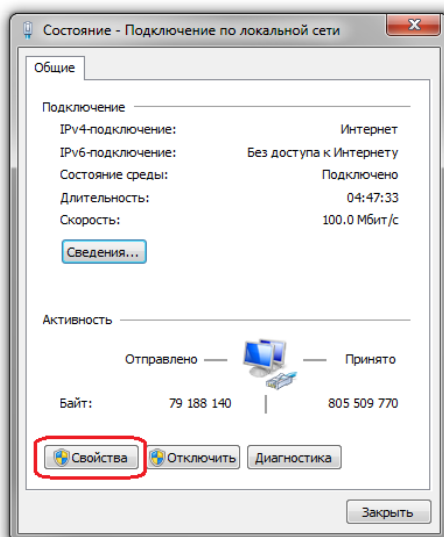 Состояние - Подключение по локальной сети
Общие
Подключение
IPv4-подключение: Интернет
IPv6-подключение: Без доступа к Интернету
Состояние среды: Подключено
Длительность: 04:47:33
Скорость: 100.0 Мбит/с
Сведения...
Активность
Отправлено — — Принято
Байт: 79 188 140 | 805 509 770
Свойства Отключить Диагностика
Закрыть